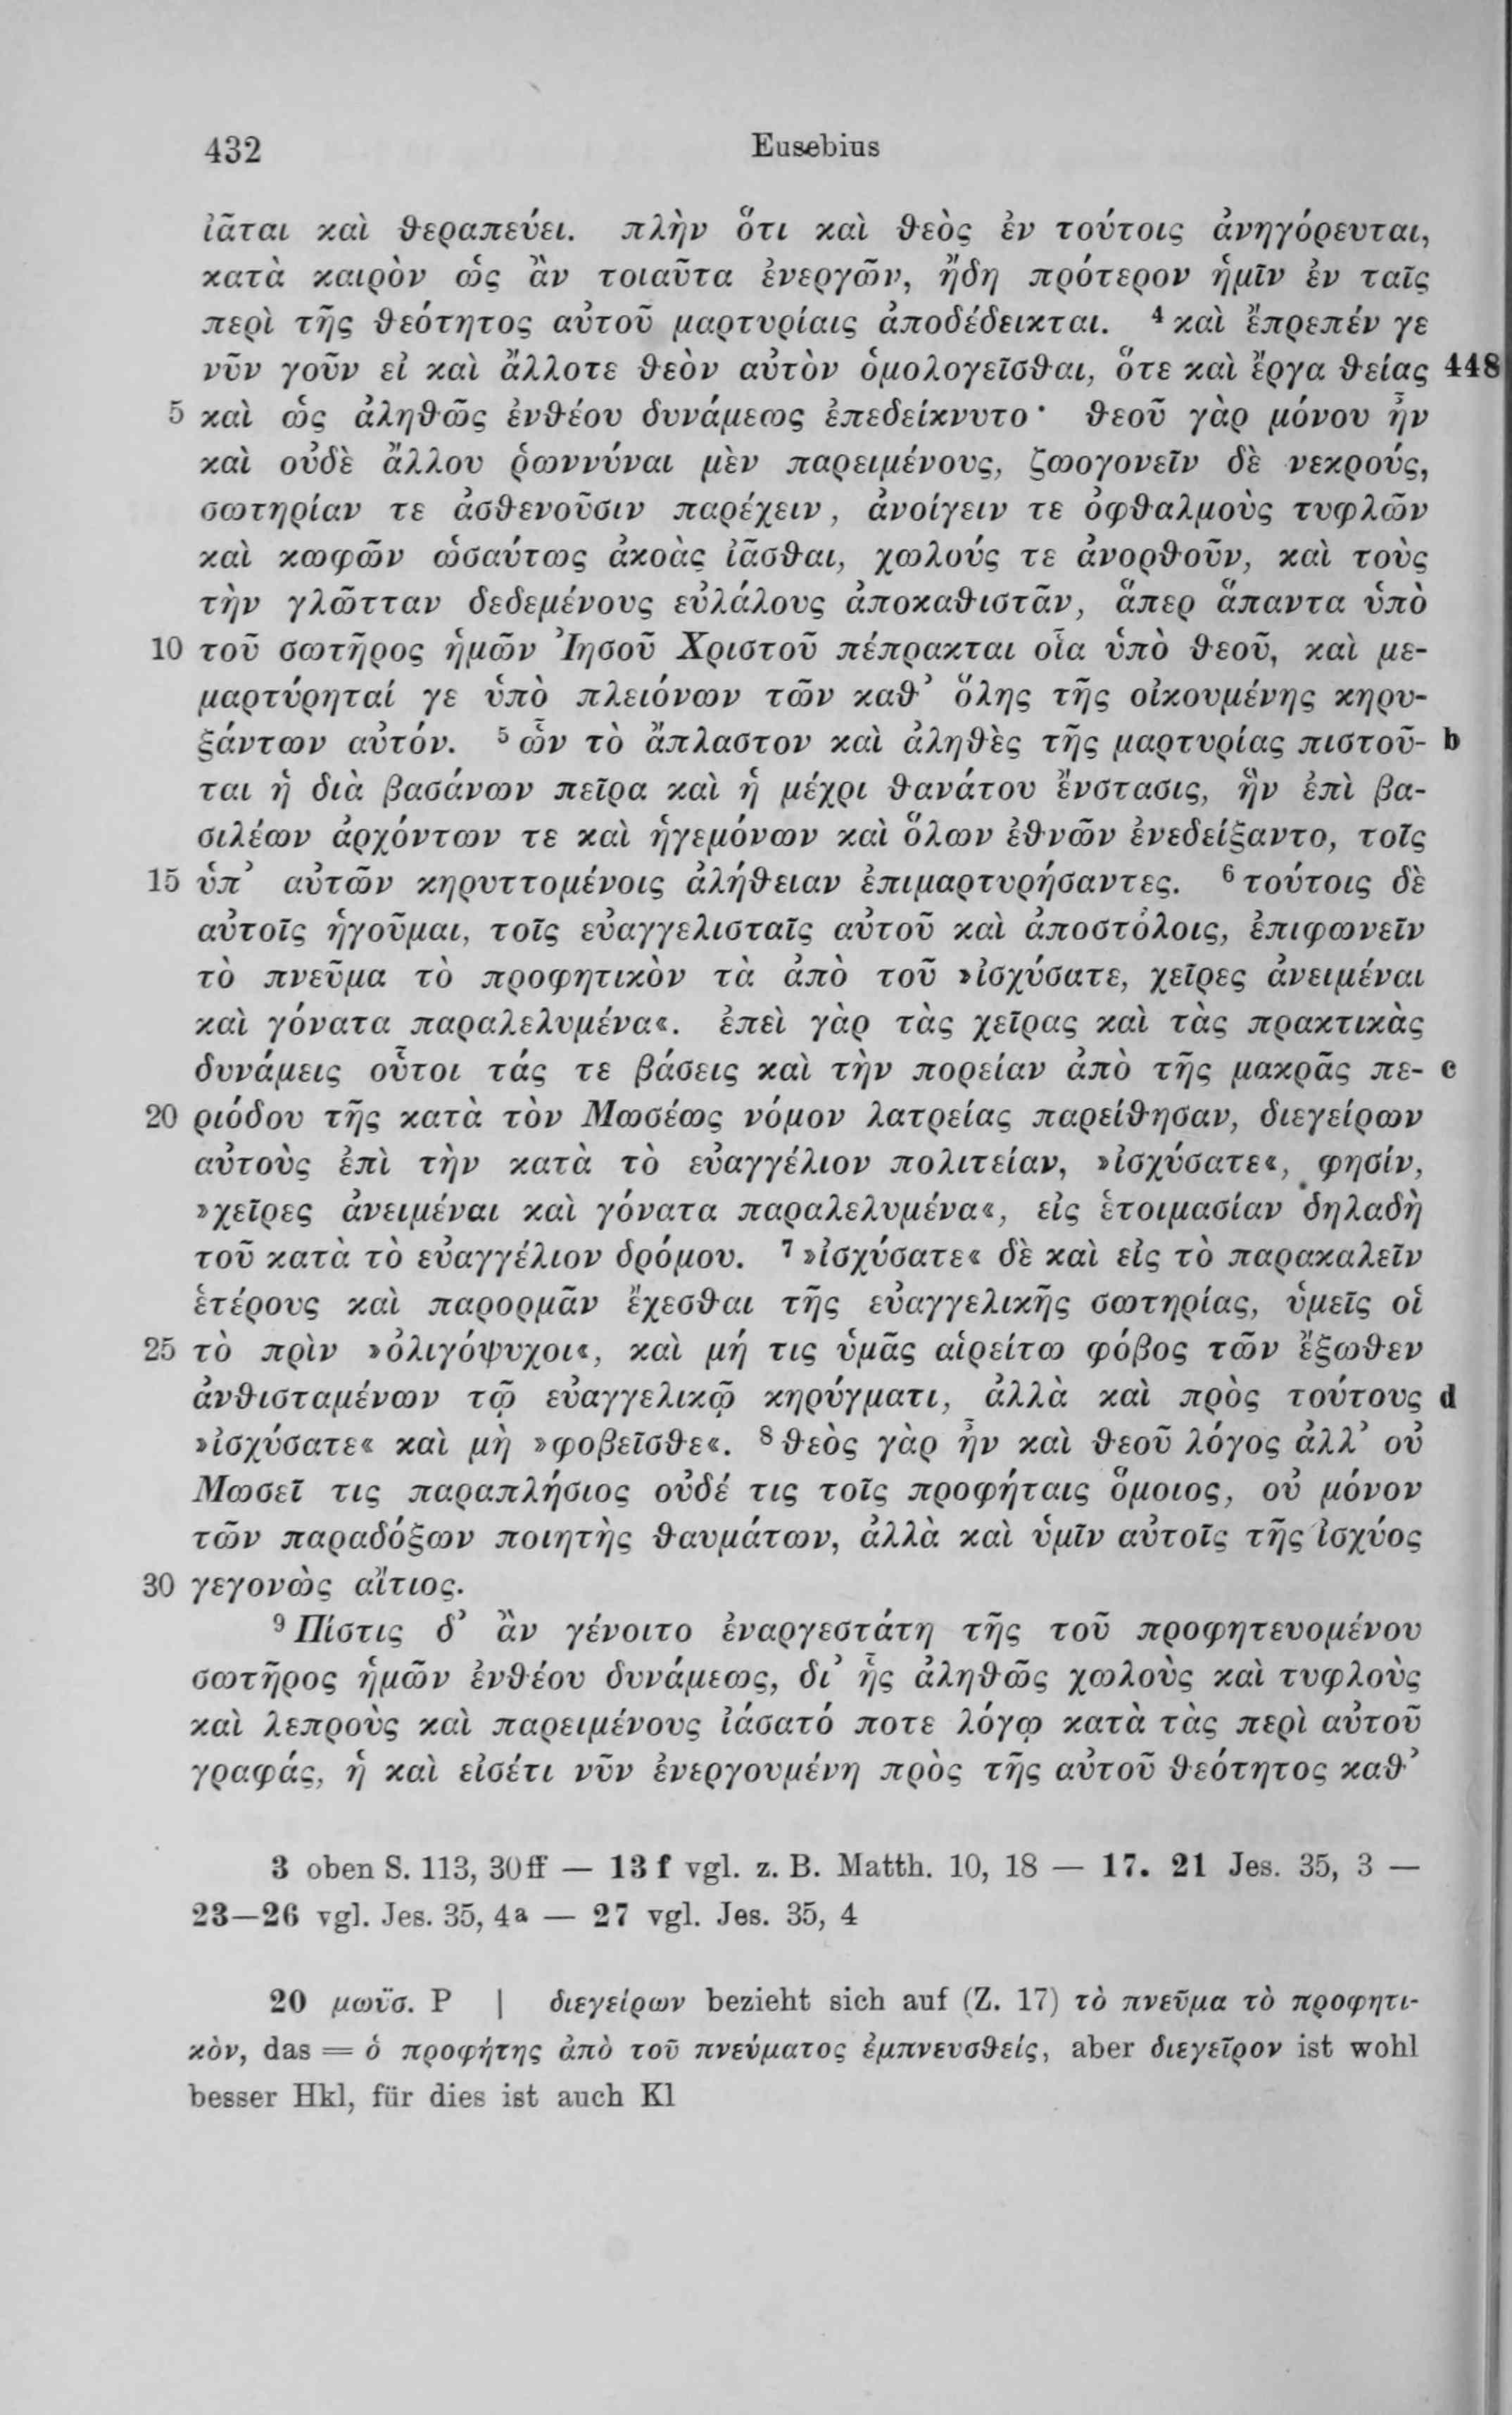 432 Eusebius
ἰᾶται καὶ θεραπεύει. πλὴν ὅτι καὶ θεὸς ἐν τούτοις ἀνηγόρευται,
κατὰ καιρὸν ὡς ἂν τοιαῦτα ἐνεργῶν, ἤδη πρότερον ἡμῖν ἐν ταῖς
περὶ τῆς θεότητος αὐτοῦ μαρτυρίαις ἀποδέδεικται. ⁴ καὶ ἔπρεπέν γε
νῦν γοῦν εἰ καὶ ἄλλοτε θεὸν αὐτὸν ὁμολογεῖσθαι, ὅτε καὶ ἔργα θείας 448
5 καὶ ὡς ἀληθῶς ἐνθέου δυνάμεως ἐπεδείκνυτο· θεοῦ γὰρ μόνου ἦν
καὶ οὐδὲ ἄλλου ῥωννύναι μὲν παρειμένους, ζωογονεῖν δὲ νεκρούς,
σωτηρίαν τε ἀσθενοῦσιν παρέχειν, ἀνοίγειν τε ὀφθαλμοὺς τυφλῶν
καὶ κωφῶν ὡσαύτως ἀκοὰς ἰᾶσθαι, χωλούς τε ἀνορθοῦν, καὶ τοὺς
τὴν γλῶτταν δεδεμένους εὐλάλους ἀποκαθιστᾶν, ἅπερ ἅπαντα ὑπὸ
10 τοῦ σωτῆρος ἡμῶν Ἰησοῦ Χριστοῦ πέπρακται οἷα ὑπὸ θεοῦ, καὶ με-
μαρτύρηταί γε ὑπὸ πλειόνων τῶν καθ' ὅλης τῆς οἰκουμένης κηρυ-
ξάντων αὐτόν. ⁵ ὧν τὸ ἄπλαστον καὶ ἀληθὲς τῆς μαρτυρίας πιστοῦ- b
ται ἡ διὰ βασάνων πεῖρα καὶ ἡ μέχρι θανάτου ἔνστασις, ἣν ἐπὶ βα-
σιλέων ἀρχόντων τε καὶ ἡγεμόνων καὶ ὅλων ἐθνῶν ἐνεδείξαντο, τοῖς
15 ὑπ' αὐτῶν κηρυττομένοις ἀλήθειαν ἐπιμαρτυρήσαντες. ⁶ τούτοις δὲ
αὐτοῖς ἡγοῦμαι, τοῖς εὐαγγελισταῖς αὐτοῦ καὶ ἀποστόλοις, ἐπιφωνεῖν
τὸ πνεῦμα τὸ προφητικὸν τὰ ἀπὸ τοῦ »ἰσχύσατε, χεῖρες ἀνειμέναι
καὶ γόνατα παραλελυμένα«. ἐπεὶ γὰρ τὰς χεῖρας καὶ τὰς πρακτικὰς
δυνάμεις οὗτοι τάς τε βάσεις καὶ τὴν πορείαν ἀπὸ τῆς μακρᾶς πε- c
20 ριόδου τῆς κατὰ τὸν Μωσέως νόμον λατρείας παρείθησαν, διεγείρων
αὐτοὺς ἐπὶ τὴν κατὰ τὸ εὐαγγέλιον πολιτείαν, »ἰσχύσατε«, φησίν,
»χεῖρες ἀνειμέναι καὶ γόνατα παραλελυμένα«, εἰς ἑτοιμασίαν δηλαδὴ
τοῦ κατὰ τὸ εὐαγγέλιον δρόμου. ⁷ »ἰσχύσατε« δὲ καὶ εἰς τὸ παρακαλεῖν
ἑτέρους καὶ παρορμᾶν ἔχεσθαι τῆς εὐαγγελικῆς σωτηρίας, ὑμεῖς οἱ
25 τὸ πρὶν »ὀλιγόψυχοι«, καὶ μή τις ὑμᾶς αἱρείτω φόβος τῶν ἔξωθεν
ἀνθισταμένων τῷ εὐαγγελικῷ κηρύγματι, ἀλλὰ καὶ πρὸς τούτους d
»ἰσχύσατε« καὶ μὴ »φοβεῖσθε«. ⁸ θεὸς γὰρ ἦν καὶ θεοῦ λόγος ἀλλ' οὐ
Μωσεῖ τις παραπλήσιος οὐδέ τις τοῖς προφήταις ὅμοιος, οὐ μόνον
τῶν παραδόξων ποιητὴς θαυμάτων, ἀλλὰ καὶ ὑμῖν αὐτοῖς τῆς ἰσχύος
30 γεγονὼς αἴτιος.
⁹ Πίστις δ' ἂν γένοιτο ἐναργεστάτη τῆς τοῦ προφητευομένου
σωτῆρος ἡμῶν ἐνθέου δυνάμεως, δι' ἧς ἀληθῶς χωλοὺς καὶ τυφλοὺς
καὶ λεπροὺς καὶ παρειμένους ἰάσατό ποτε λόγῳ κατὰ τὰς περὶ αὐτοῦ
γραφάς, ἡ καὶ εἰσέτι νῦν ἐνεργουμένη πρὸς τῆς αὐτοῦ θεότητος καθ'
3 oben S. 113, 30ff — 13 f vgl. z. B. Matth. 10, 18 — 17. 21 Jes. 35, 3 —
23—26 vgl. Jes. 35, 4a — 27 vgl. Jes. 35, 4
20 μωϋσ. P | διεγείρων bezieht sich auf (Z. 17) τὸ πνεῦμα τὸ προφητι-
κὸν, das = ὁ προφήτης ἀπὸ τοῦ πνεύματος ἐμπνευσθείς, aber διεγεῖρον ist wohl
besser Hkl, für dies ist auch Kl